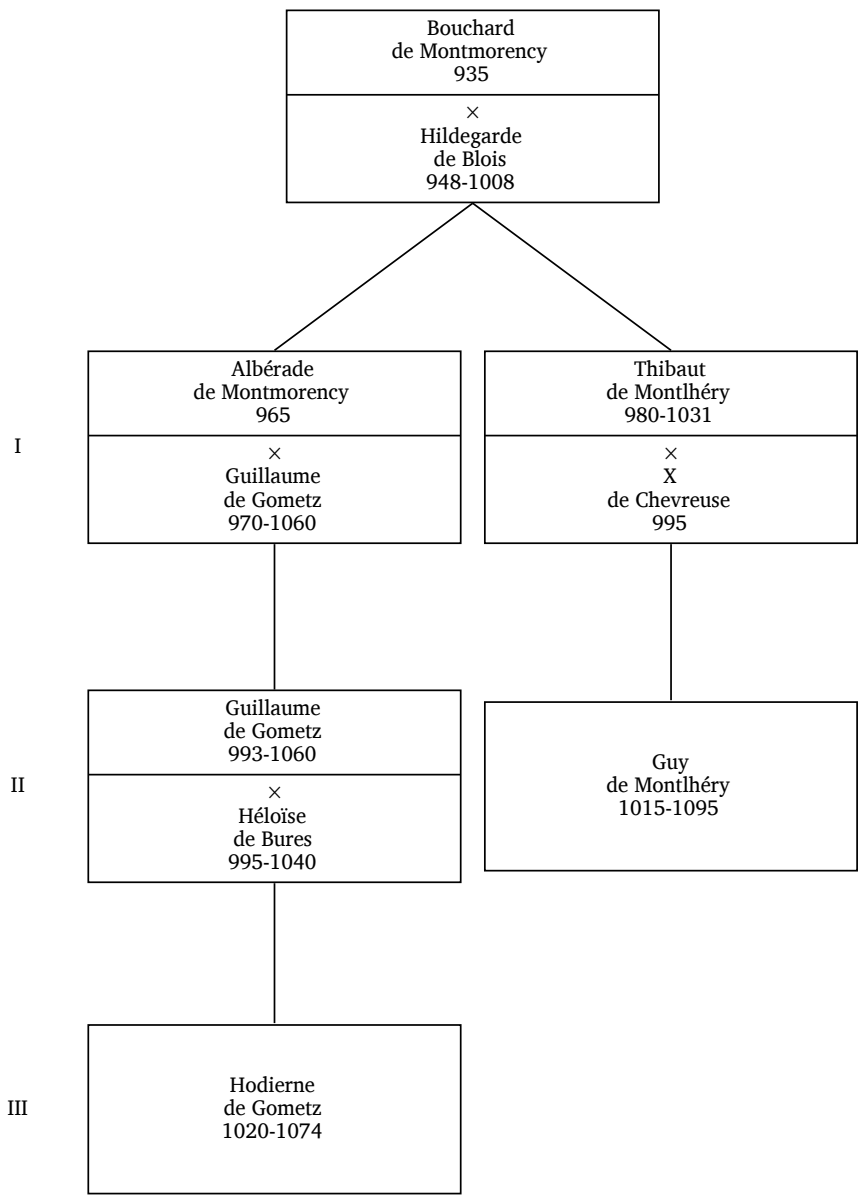 Bouchard
de Montmorency
935
×
Hildegarde
de Blois
948-1008
I
Albérade
de Montmorency
965
×
Guillaume
de Gometz
970-1060
Thibaut
de Montlhéry
980-1031
×
X
de Chevreuse
995
II
Guillaume
de Gometz
993-1060
×
Héloïse
de Bures
995-1040
Guy
de Montlhéry
1015-1095
III
Hodierne
de Gometz
1020-1074